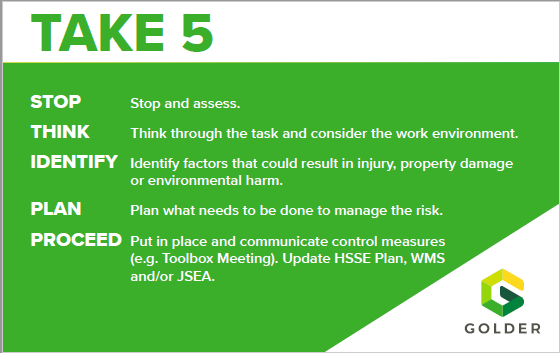 TAKE 5
STOP Stop and assess.
THINK Think through the task and consider the work environment.
IDENTIFY Identify factors that could result in injury, property damage
or environmental harm.
PLAN Plan what needs to be done to manage the risk.
PROCEED Put in place and communicate control measures
(e.g. Toolbox Meeting). Update HSSE Plan, WMS
and/or JSEA.
GOLDER